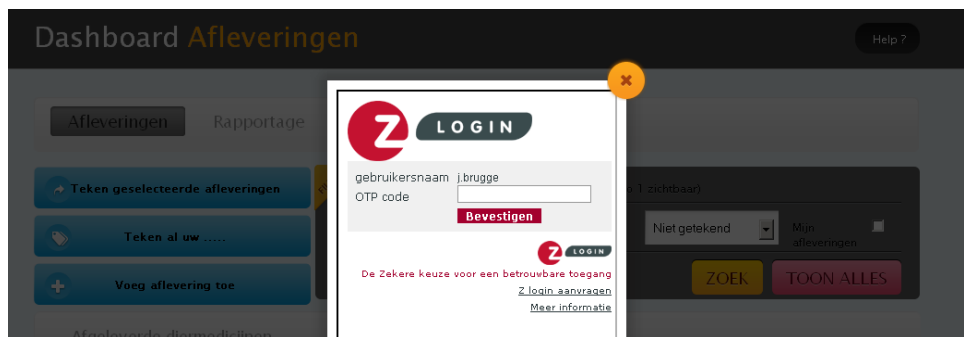 Dashboard Afleveringen
Help ?
Afleveringen Rapportage
Z LOGIN
gebruikersnaam j.brugge
OTP code
Bevestigen
Z LOGIN
De Zekere keuze voor een betrouwbare toegang
Z login aanvragen
Meer informatie
Teken geselecteerde afleveringen
Teken al uw .....
Voeg aflevering toe
1 zichtbaar)
Niet getekend
Mijn
afleveringen
ZOEK TOON ALLES
Afgeleverde diermedicijnen